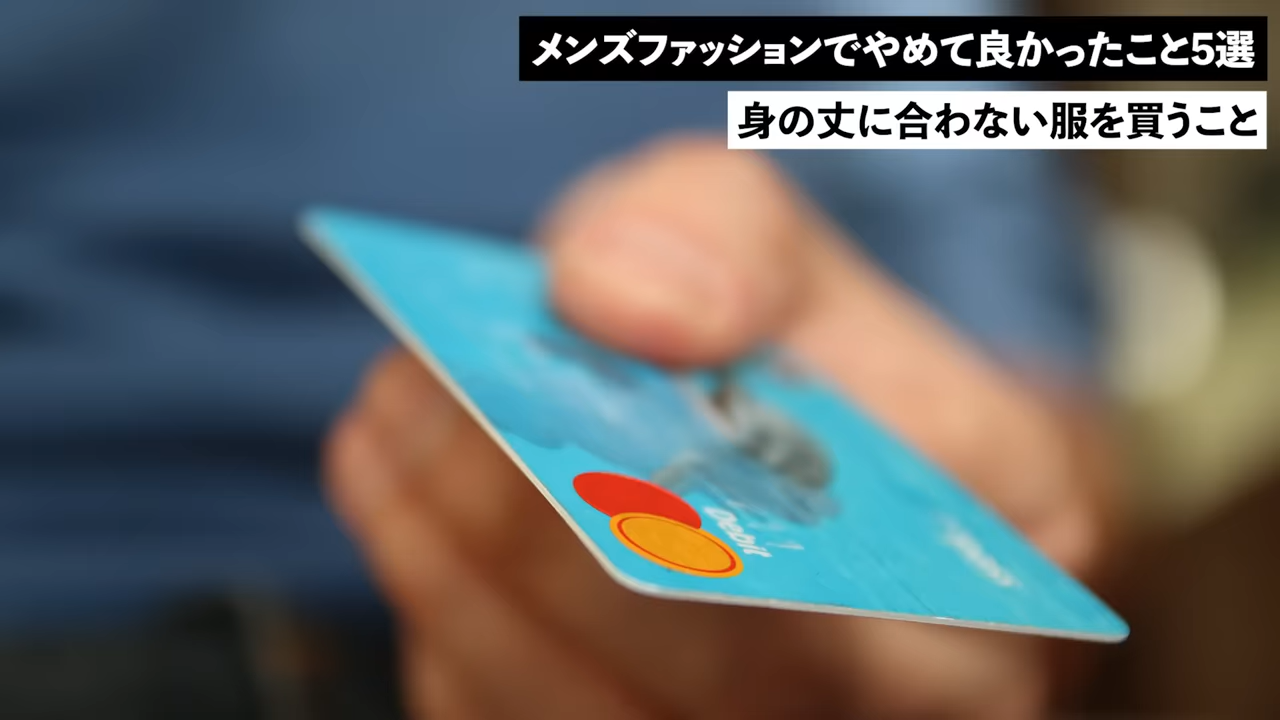 メンズファッションでやめて良かったこと5選
身の丈に合わない服を買うこと
Debit